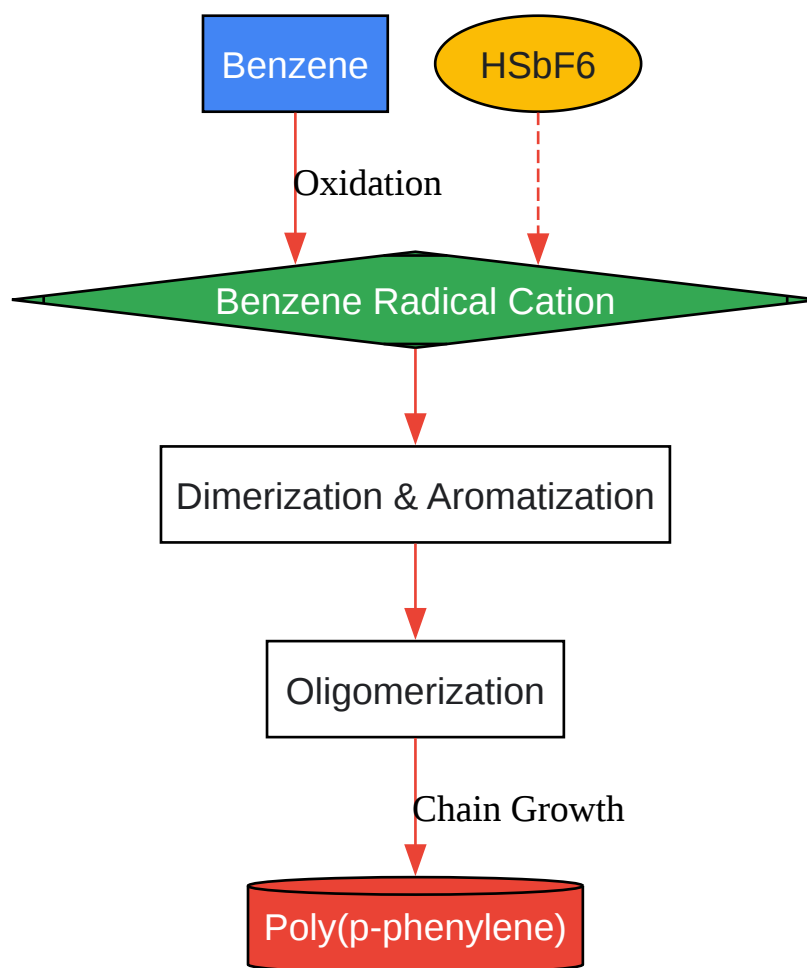 Benzene
HSbF6
Oxidation
Benzene Radical Cation
Dimerization & Aromatization
Oligomerization
Chain Growth
Poly(p-phenylene)